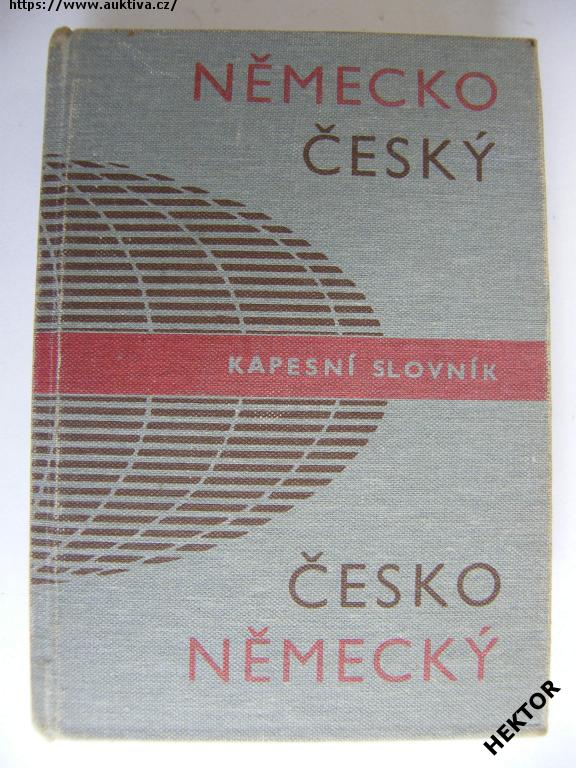 https://www.auktiva.cz/
NĚMECKO
ČESKÝ
KAPESNÍ SLOVNÍK
ČESKO
NĚMECKÝ
HEKTOR